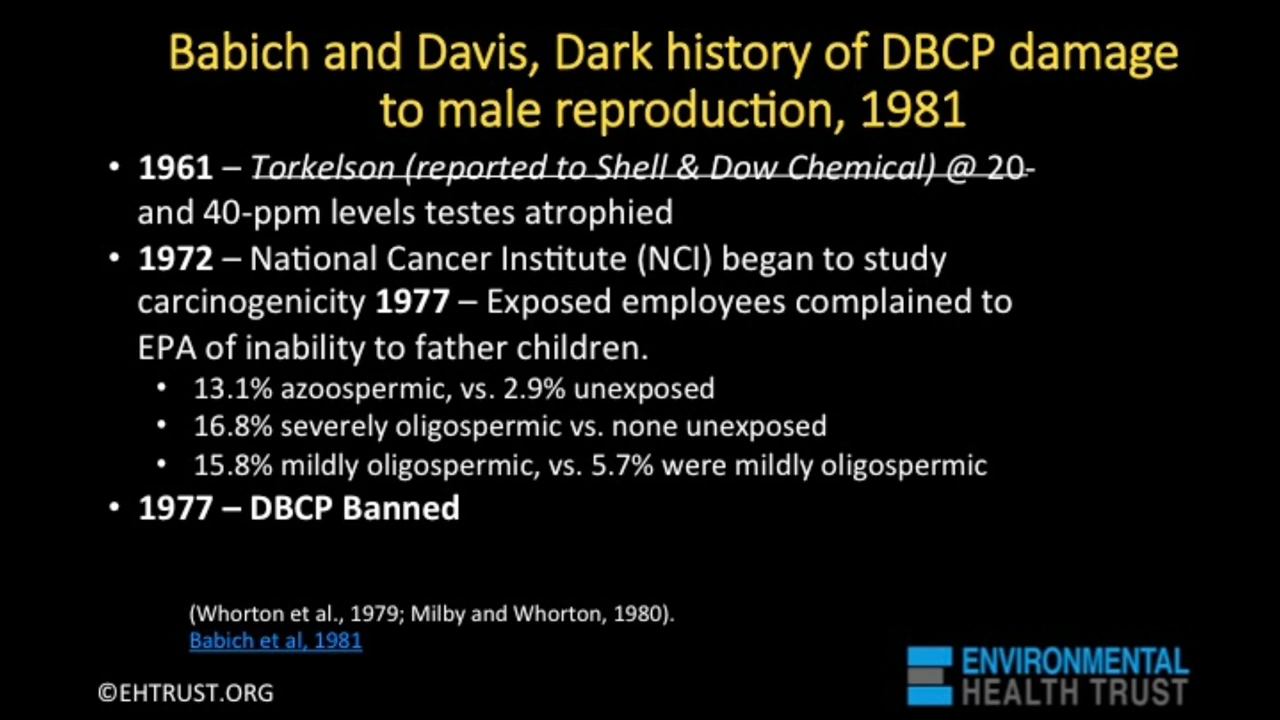 Babich and Davis, Dark history of DBCP damage
to male reproduction, 1981
• 1961 – Torkelson (reported to Shell & Dow Chemical) @ 20-
and 40-ppm levels testes atrophied
• 1972 – National Cancer Institute (NCI) began to study
carcinogenicity 1977 – Exposed employees complained to
EPA of inability to father children.
• 13.1% azoospermic, vs. 2.9% unexposed
• 16.8% severely oligospermic vs. none unexposed
• 15.8% mildly oligospermic, vs. 5.7% were mildly oligospermic
• 1977 – DBCP Banned
(Whorton et al., 1979; Milby and Whorton, 1980).
Babich et al, 1981
©EHTRUST.ORG
ENVIRONMENTAL
HEALTH TRUST